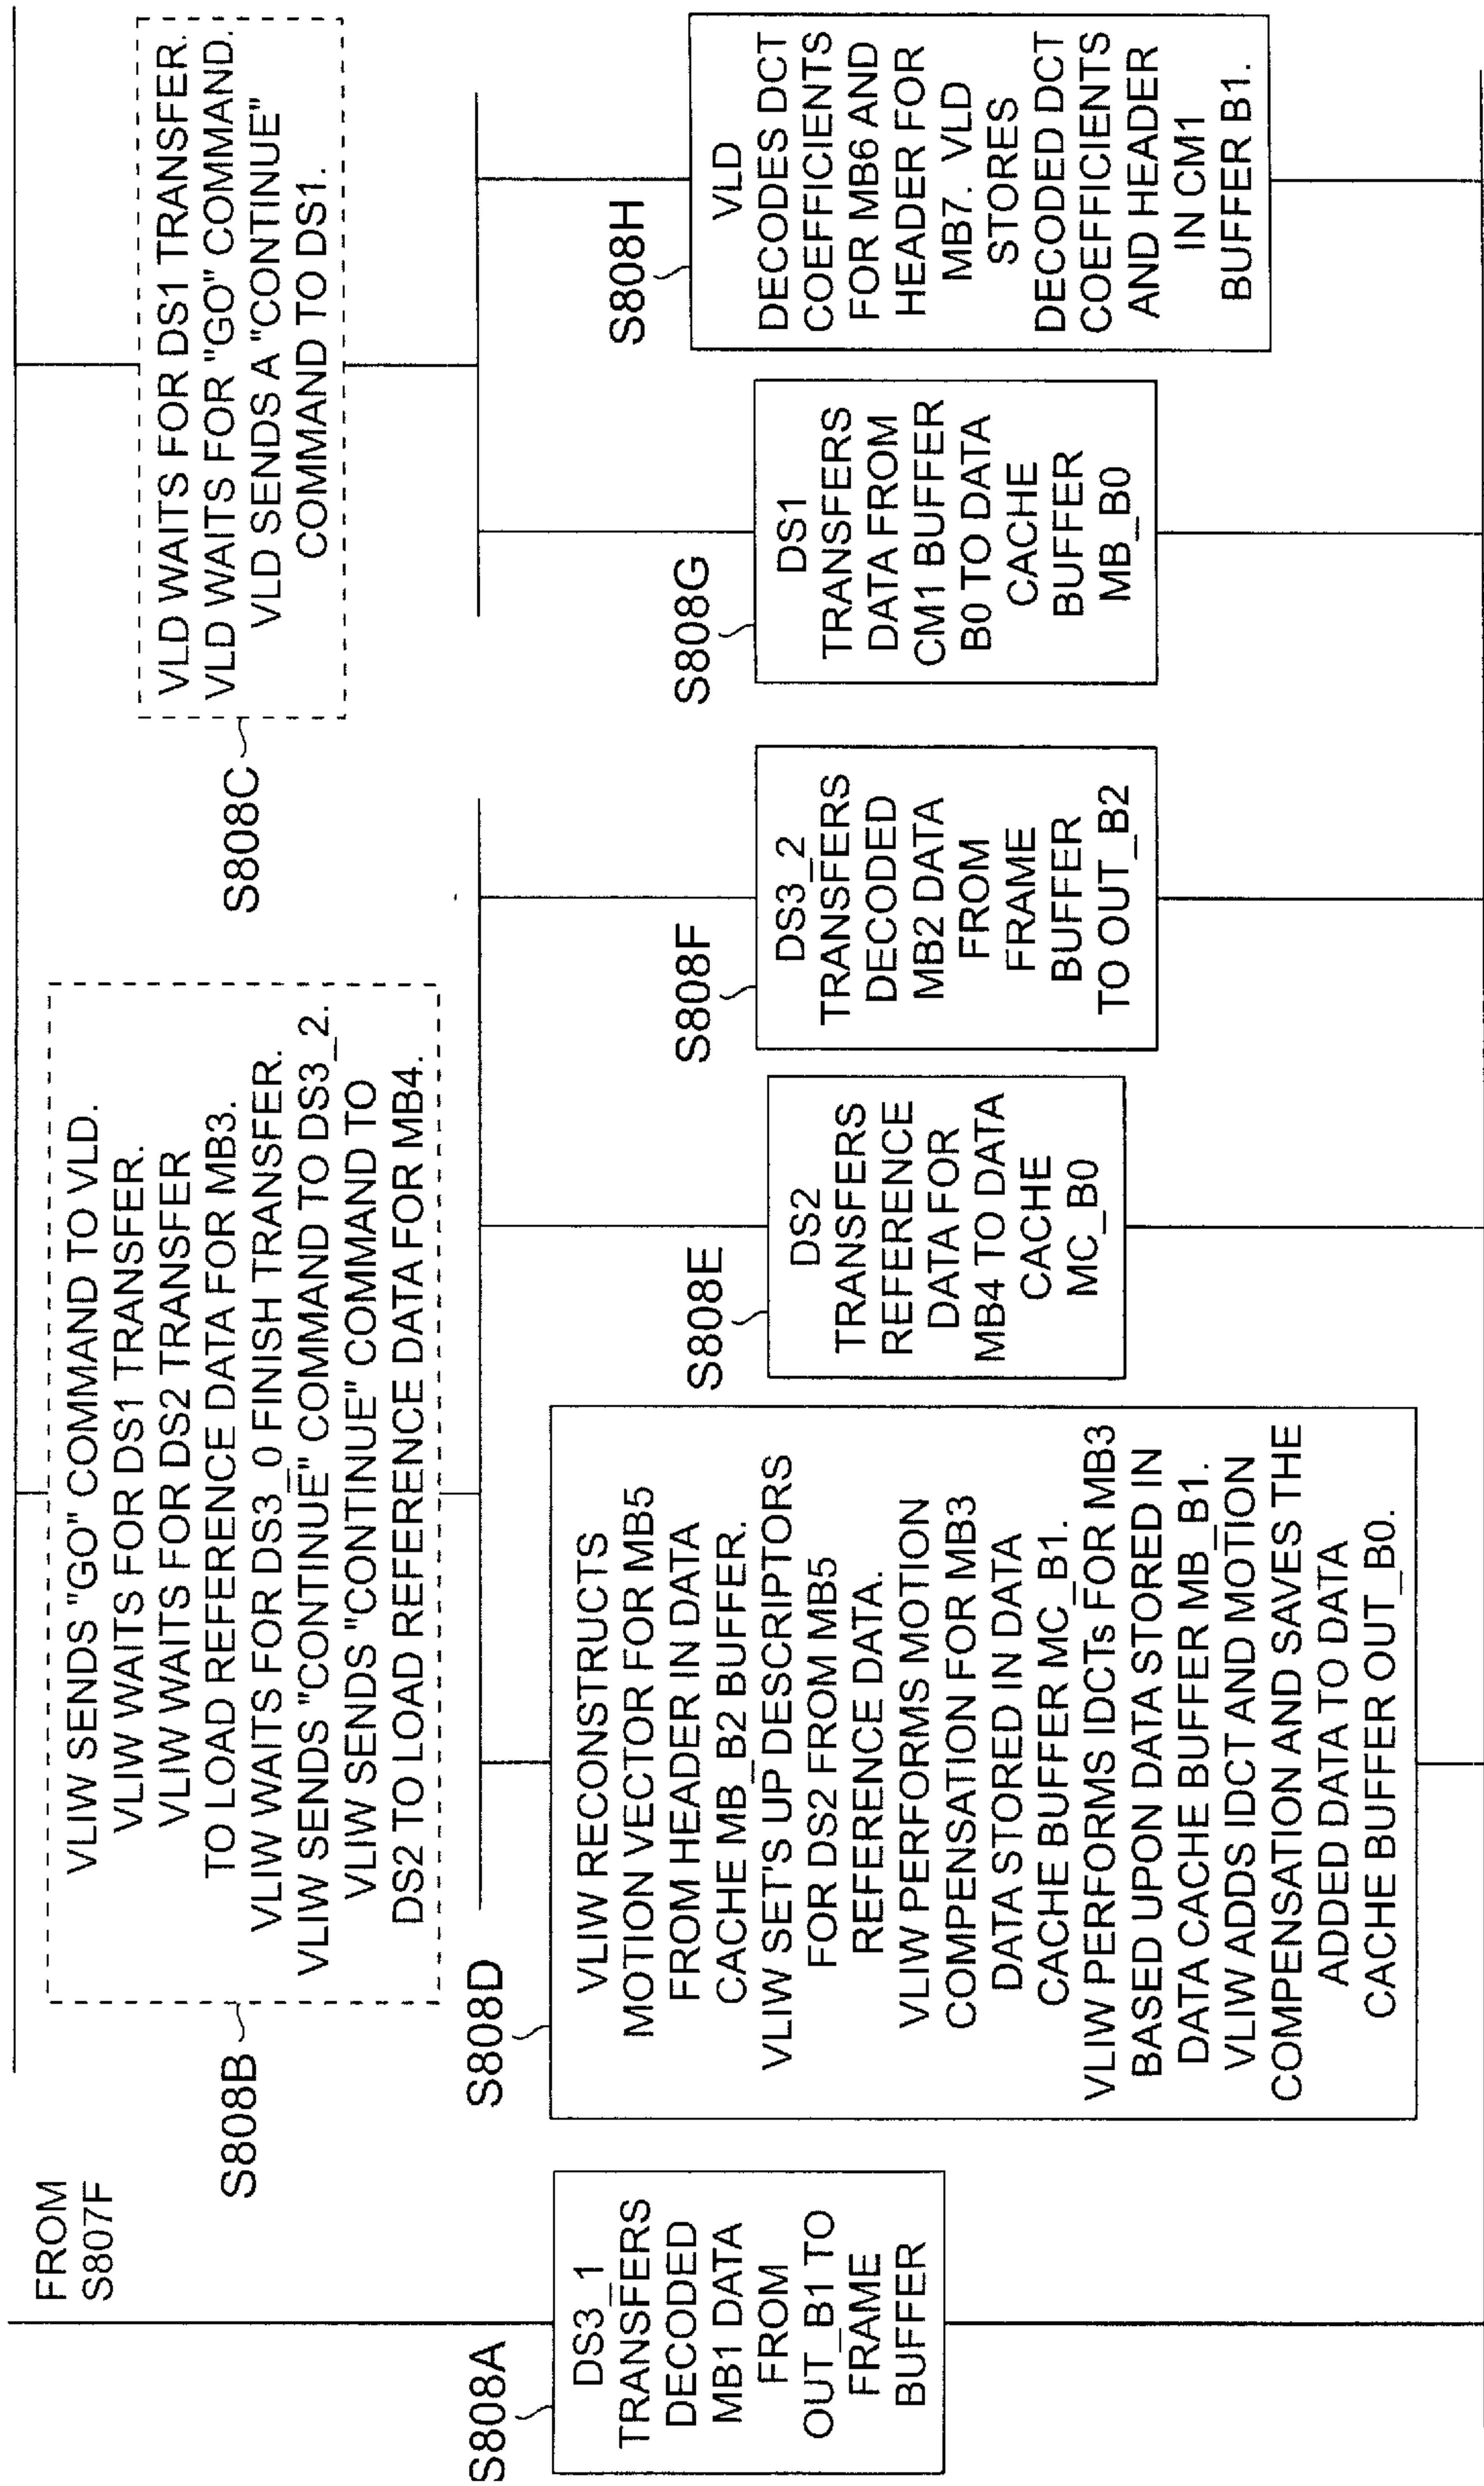 FROM
S807F
S808A
DS3_1
TRANSFERS
DECODED
MB1 DATA
FROM
OUT_B1 TO
FRAME
BUFFER
S808B
VLIW SENDS "GO" COMMAND TO VLD.
VLIW WAITS FOR DS1 TRANSFER.
VLIW WAITS FOR DS2 TRANSFER
TO LOAD REFERENCE DATA FOR MB3.
VLIW WAITS FOR DS3_0 FINISH TRANSFER.
VLIW SENDS "CONTINUE" COMMAND TO DS3_2.
VLIW SENDS "CONTINUE" COMMAND TO
DS2 TO LOAD REFERENCE DATA FOR MB4.
S808C
VLD WAITS FOR DS1 TRANSFER.
VLD WAITS FOR "GO" COMMAND.
VLD SENDS A "CONTINUE"
COMMAND TO DS1.
S808D
VLIW RECONSTRUCTS
MOTION VECTOR FOR MB5
FROM HEADER IN DATA
CACHE MB_B2 BUFFER.
VLIW SET'S UP DESCRIPTORS
FOR DS2 FROM MB5
REFERENCE DATA.
VLIW PERFORMS MOTION
COMPENSATION FOR MB3
DATA STORED IN DATA
CACHE BUFFER MC_B1.
VLIW PERFORMS IDCTs FOR MB3
BASED UPON DATA STORED IN
DATA CACHE BUFFER MB_B1.
VLIW ADDS IDCT AND MOTION
COMPENSATION AND SAVES THE
ADDED DATA TO DATA
CACHE BUFFER OUT_B0.
S808E
DS2
TRANSFERS
REFERENCE
DATA FOR
MB4 TO DATA
CACHE
MC_B0
S808F
DS3_2
TRANSFERS
DECODED
MB2 DATA
FROM
FRAME
BUFFER
TO OUT_B2
S808G
DS1
TRANSFERS
DATA FROM
CM1 BUFFER
B0 TO DATA
CACHE
BUFFER
MB_B0
S808H
VLD
DECODES DCT
COEFFICIENTS
FOR MB6 AND
HEADER FOR
MB7. VLD
STORES
DECODED DCT
COEFFICIENTS
AND HEADER
IN CM1
BUFFER B1.